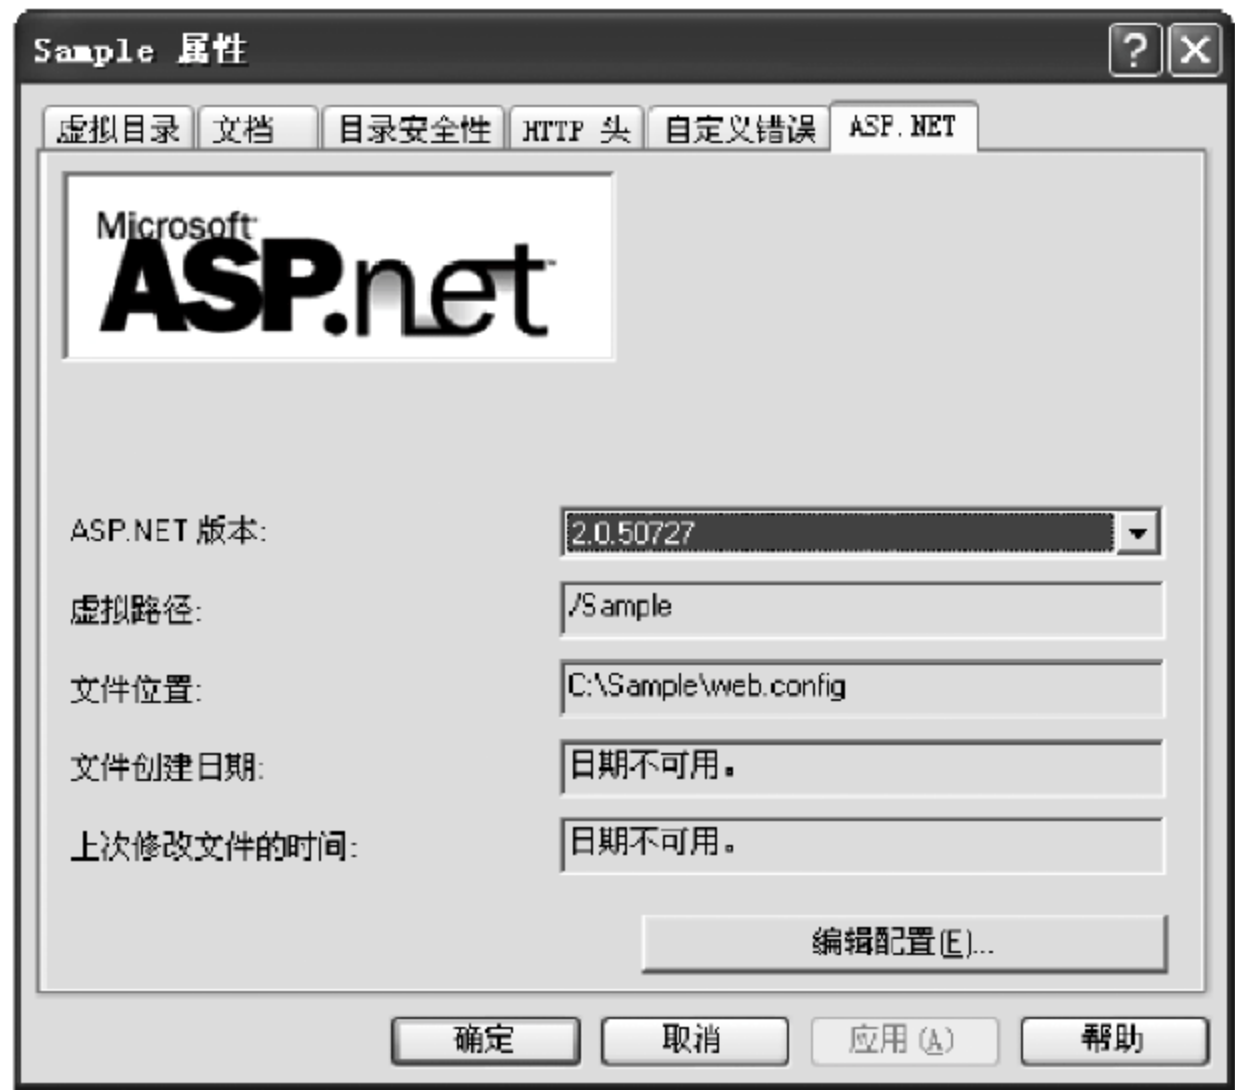 Sample 属性
虚拟目录 文档 目录安全性 HTTP 头 自定义错误 ASP.NET
Microsoft
ASP.net
ASP.NET 版本: 2.0.50727
虚拟路径: /Sample
文件位置: C:\Sample\web.config
文件创建日期: 日期不可用。
上次修改文件的时间: 日期不可用。
编辑配置(E)...
确定 取消 应用(A) 帮助